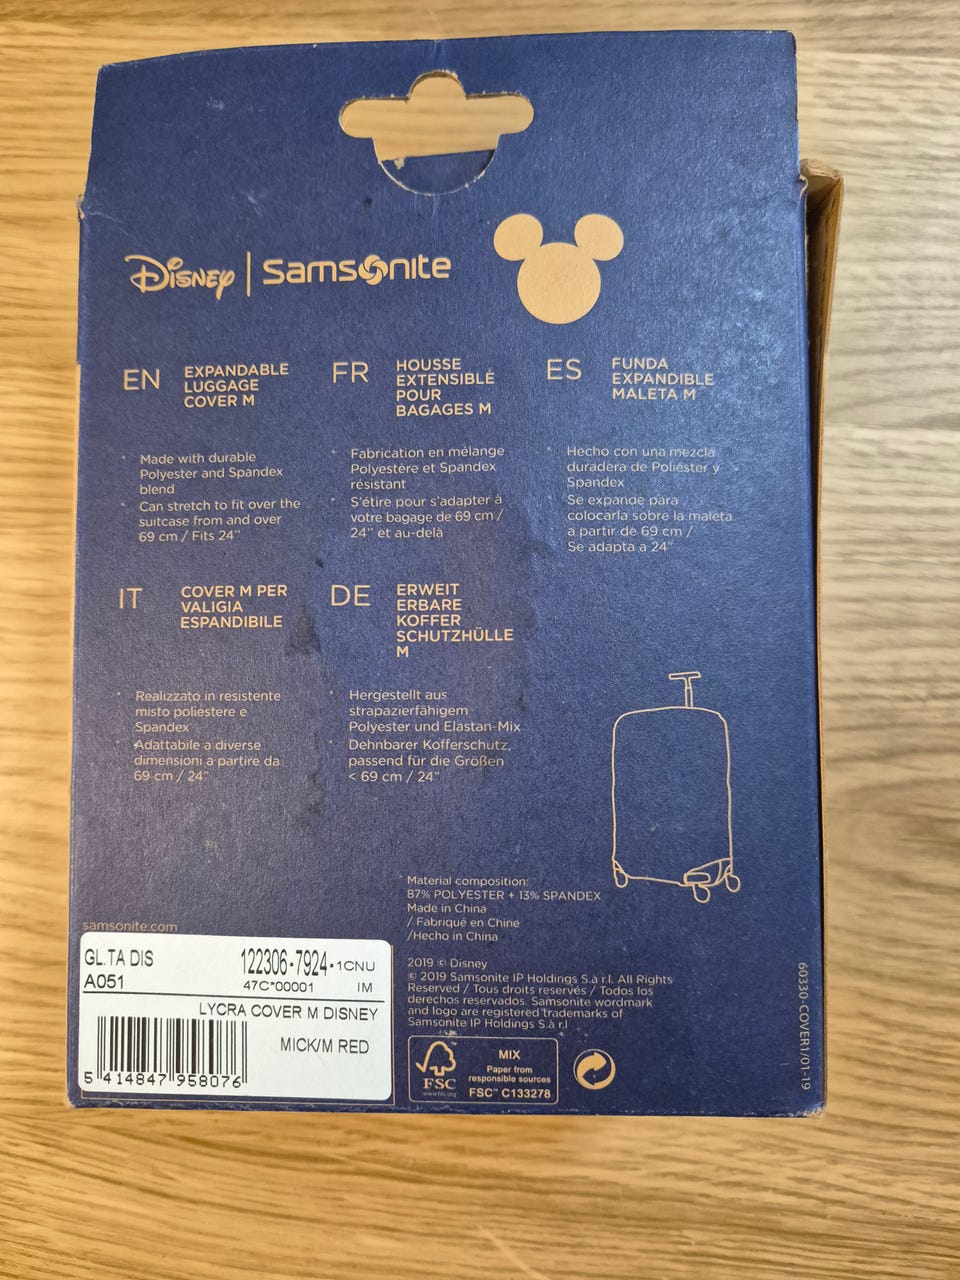 Disney | Samsonite
EN
EXPANDABLE
LUGGAGE
COVER M
Made with durable
Polyester and Spandex
blend
Can stretch to fit over the
suitcase from and over
69 cm / Fits 24"
FR
HOUSSE
EXTENSIBLE
POUR
BAGAGES M
Fabrication en mélange
Polyestère et Spandex
résistant
S'étire pour s'adapter à
votre bagage de 69 cm /
24" et au-delà
ES
FUNDA
EXPANDIBLE
MALETA M
Hecho con una mezcla
duradera de Poliéster y
Spandex
Se expande para
colocarla sobre la maleta
a partir de 69 cm /
Se adapta a 24"
IT
COVER M PER
VALIGIA
ESPANDIBILE
Realizzato in resistente
misto poliestere e
Spandex
Adattabile a diverse
dimensioni a partire da
69 cm / 24"
DE
ERWEIT
ERBARE
KOFFER
SCHUTZHÜLLE
M
Hergestellt aus
strapazierfähigem
Polyester und Elastan-Mix
Dehnbarer Kofferschutz,
passend für die Größen
< 69 cm / 24"
Material composition:
87% POLYESTER + 13% SPANDEX
Made in China
/ Fabriqué en Chine
/Hecho in China
2019 © Disney
© 2019 Samsonite IP Holdings S.à r.l. All Rights
Reserved / Tous droits reservés / Todos los
derechos reservados. Samsonite wordmark
and logo are registered trademarks of
Samsonite IP Holdings S.à r.l
samsonite.com
GL.TA DIS
122306-7924-1CNU
A051
47C*00001
IM
LYCRA COVER M DISNEY
MICK/M RED
5 414847 958076
FSC
www.fsc.org
MIX
Paper from
responsible sources
FSC™ C133278
60330-COVER1/01-19